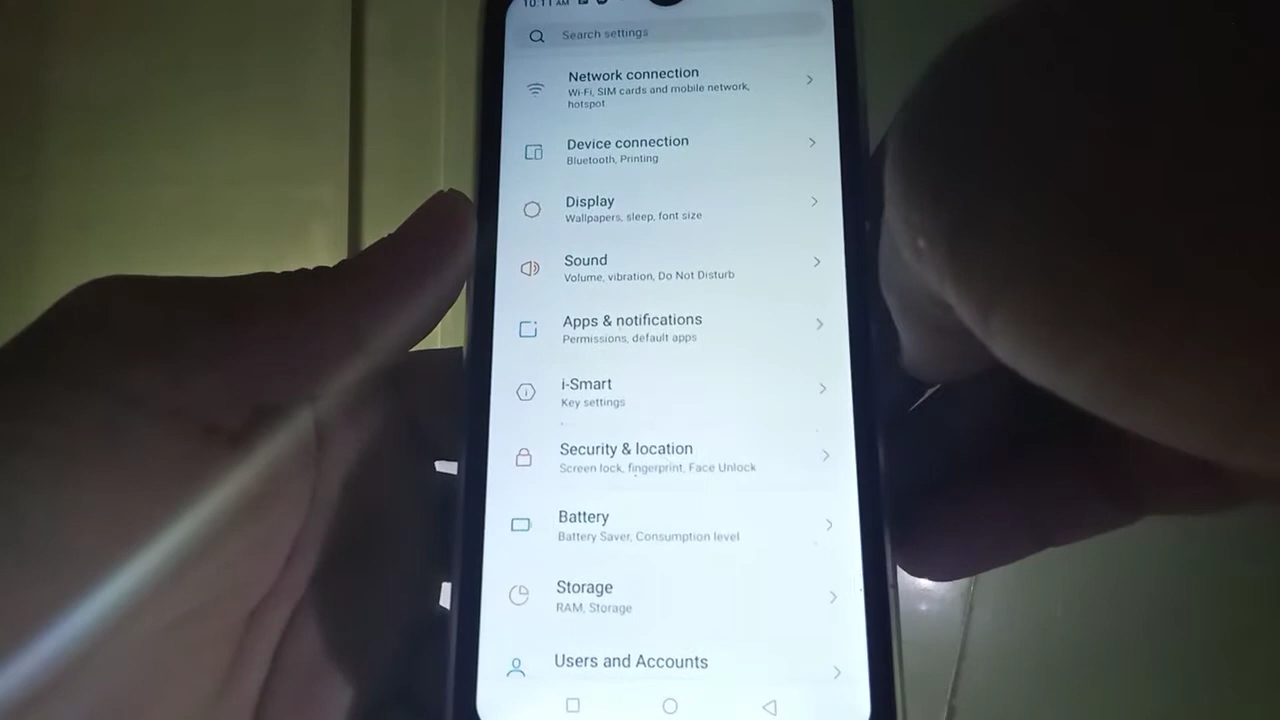 10:11 AM
Search settings
Network connection
Wi-Fi, SIM cards and mobile network,
hotspot
Device connection
Bluetooth, Printing
Display
Wallpapers, sleep, font size
Sound
Volume, vibration, Do Not Disturb
Apps & notifications
Permissions, default apps
i-Smart
Key settings
Security & location
Screen lock, fingerprint, Face Unlock
Battery
Battery Saver, Consumption level
Storage
RAM, Storage
Users and Accounts